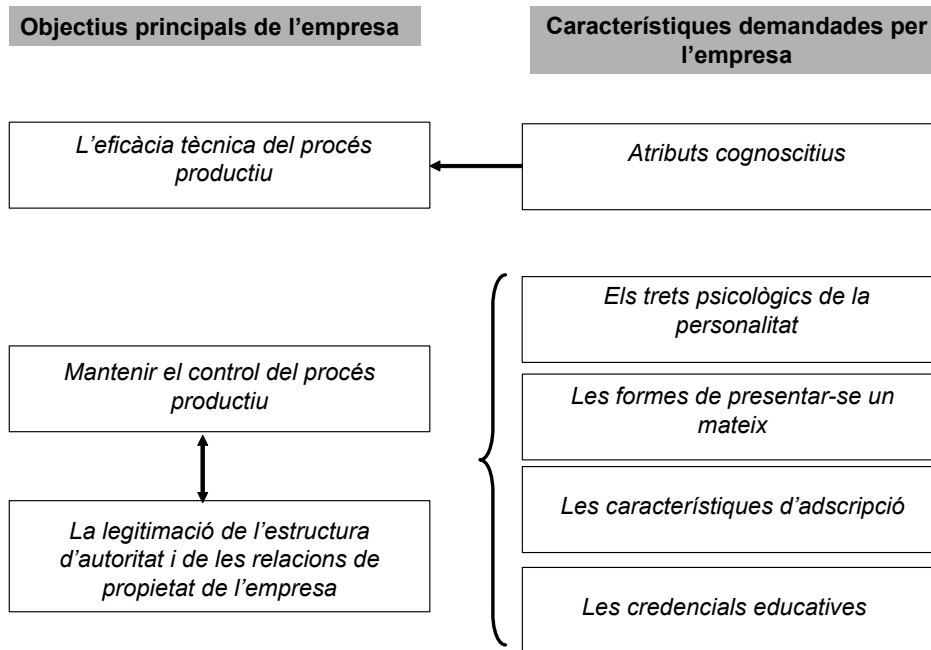 Objectius principals de l’empresa
Característiques demandades per
l’empresa
L’eficàcia tècnica del procés
productiu
Atributs cognoscitius
Els trets psicològics de la
personalitat
Mantenir el control del procés
productiu
Les formes de presentar-se un
mateix
Les característiques d’adscripció
La legitimació de l’estructura
d’autoritat i de les relacions de
propietat de l’empresa
Les credencials educatives